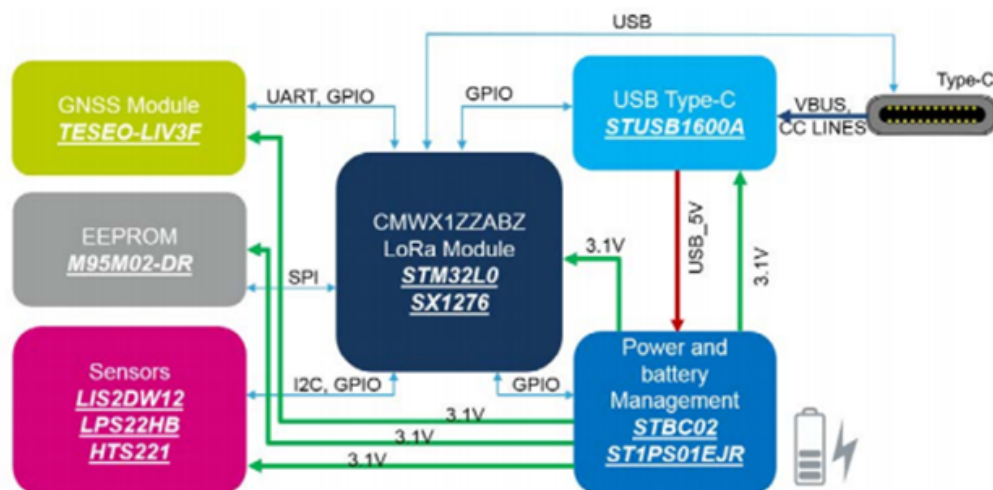 USB
Type-C
GNSS Module
TESEO-LIV3F
UART, GPIO
GPIO
USB Type-C
STUSB1600A
VBUS,
CC LINES
EEPROM
M95M02-DR
SPI
CMWX1ZZABZ
LoRa Module
STM32L0
SX1276
3.1V
USB_5V
3.1V
Sensors
LIS2DW12
LPS22HB
HTS221
I2C, GPIO
GPIO
3.1V
3.1V
3.1V
Power and
battery
Management
STBC02
ST1PS01EJR